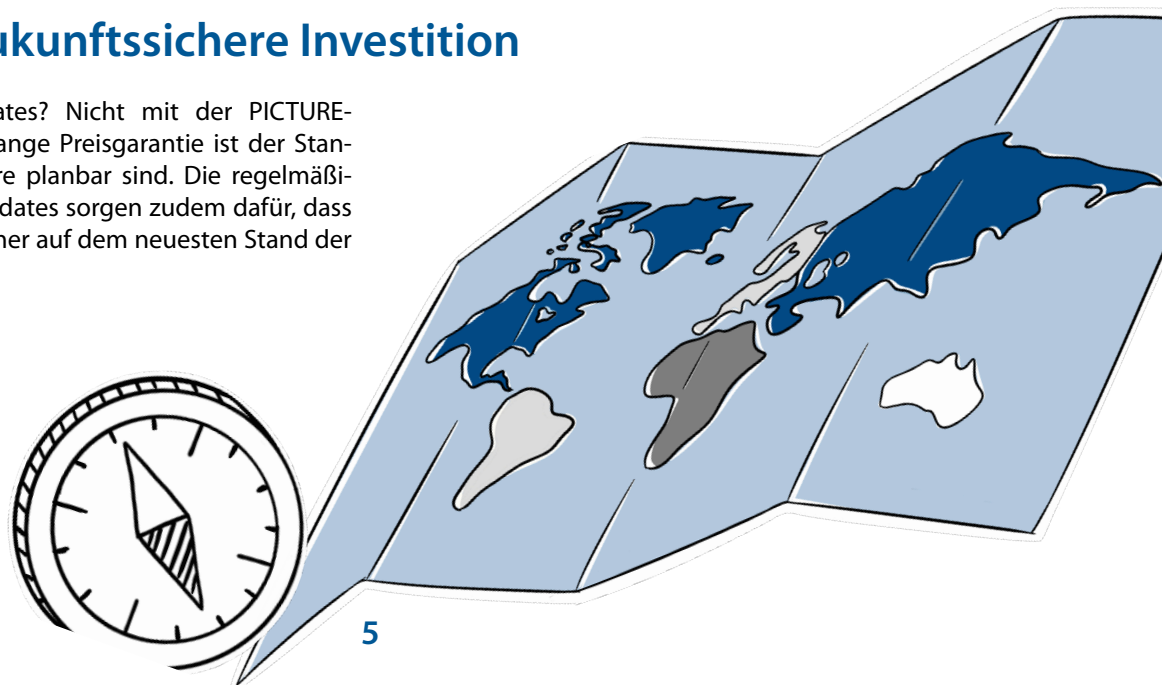 ukunftssichere Investition
ates? Nicht mit der PICTURE-
ange Preisgarantie ist der Stan-
re planbar sind. Die regelmäßi-
dates sorgen zudem dafür, dass
ner auf dem neuesten Stand der
5